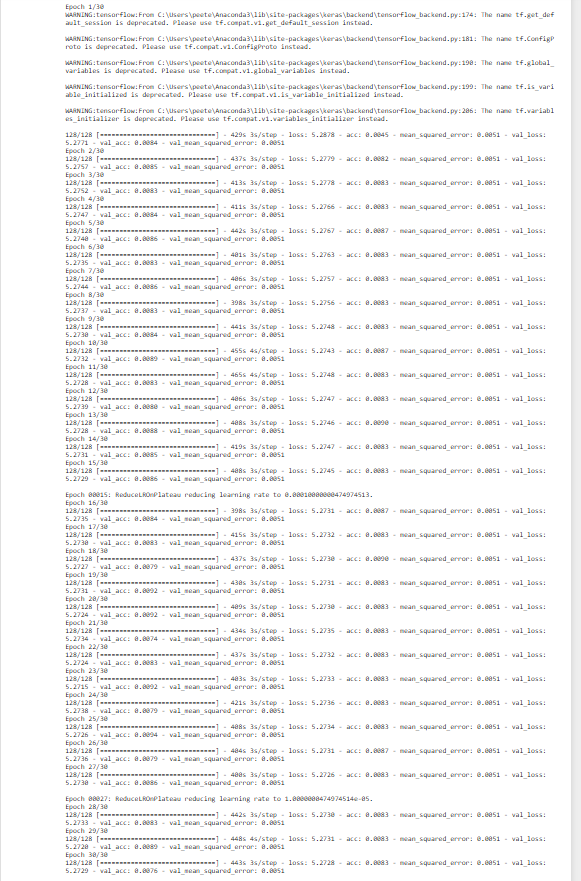 Epoch 1/30
WARNING:tensorflow:From C:\Users\peete\Anaconda3\lib\site-packages\keras\backend\tensorflow_backend.py:174: The name tf.get_def
ault_session is deprecated. Please use tf.compat.v1.get_default_session instead.
WARNING:tensorflow:From C:\Users\peete\Anaconda3\lib\site-packages\keras\backend\tensorflow_backend.py:181: The name tf.ConfigP
roto is deprecated. Please use tf.compat.v1.ConfigProto instead.
WARNING:tensorflow:From C:\Users\peete\Anaconda3\lib\site-packages\keras\backend\tensorflow_backend.py:190: The name tf.global_
variables is deprecated. Please use tf.compat.v1.global_variables instead.
WARNING:tensorflow:From C:\Users\peete\Anaconda3\lib\site-packages\keras\backend\tensorflow_backend.py:199: The name tf.is_vari
able_initialized is deprecated. Please use tf.compat.v1.is_variable_initialized instead.
WARNING:tensorflow:From C:\Users\peete\Anaconda3\lib\site-packages\keras\backend\tensorflow_backend.py:206: The name tf.variabl
es_initializer is deprecated. Please use tf.compat.v1.variables_initializer instead.
128/128 [==============================] - 429s 3s/step - loss: 5.2878 - acc: 0.0045 - mean_squared_error: 0.0051 - val_loss:
5.2771 - val_acc: 0.0084 - val_mean_squared_error: 0.0051
Epoch 2/30
128/128 [==============================] - 437s 3s/step - loss: 5.2779 - acc: 0.0082 - mean_squared_error: 0.0051 - val_loss:
5.2757 - val_acc: 0.0085 - val_mean_squared_error: 0.0051
Epoch 3/30
128/128 [==============================] - 413s 3s/step - loss: 5.2778 - acc: 0.0083 - mean_squared_error: 0.0051 - val_loss:
5.2752 - val_acc: 0.0083 - val_mean_squared_error: 0.0051
Epoch 4/30
128/128 [==============================] - 411s 3s/step - loss: 5.2766 - acc: 0.0083 - mean_squared_error: 0.0051 - val_loss:
5.2747 - val_acc: 0.0084 - val_mean_squared_error: 0.0051
Epoch 5/30
128/128 [==============================] - 442s 3s/step - loss: 5.2767 - acc: 0.0087 - mean_squared_error: 0.0051 - val_loss:
5.2740 - val_acc: 0.0086 - val_mean_squared_error: 0.0051
Epoch 6/30
128/128 [==============================] - 401s 3s/step - loss: 5.2763 - acc: 0.0083 - mean_squared_error: 0.0051 - val_loss:
5.2735 - val_acc: 0.0083 - val_mean_squared_error: 0.0051
Epoch 7/30
128/128 [==============================] - 406s 3s/step - loss: 5.2757 - acc: 0.0083 - mean_squared_error: 0.0051 - val_loss:
5.2744 - val_acc: 0.0086 - val_mean_squared_error: 0.0051
Epoch 8/30
128/128 [==============================] - 398s 3s/step - loss: 5.2756 - acc: 0.0083 - mean_squared_error: 0.0051 - val_loss:
5.2737 - val_acc: 0.0083 - val_mean_squared_error: 0.0051
Epoch 9/30
128/128 [==============================] - 441s 3s/step - loss: 5.2748 - acc: 0.0083 - mean_squared_error: 0.0051 - val_loss:
5.2730 - val_acc: 0.0084 - val_mean_squared_error: 0.0051
Epoch 10/30
128/128 [==============================] - 455s 4s/step - loss: 5.2743 - acc: 0.0087 - mean_squared_error: 0.0051 - val_loss:
5.2732 - val_acc: 0.0089 - val_mean_squared_error: 0.0051
Epoch 11/30
128/128 [==============================] - 465s 4s/step - loss: 5.2748 - acc: 0.0083 - mean_squared_error: 0.0051 - val_loss:
5.2728 - val_acc: 0.0083 - val_mean_squared_error: 0.0051
Epoch 12/30
128/128 [==============================] - 406s 3s/step - loss: 5.2747 - acc: 0.0083 - mean_squared_error: 0.0051 - val_loss:
5.2739 - val_acc: 0.0080 - val_mean_squared_error: 0.0051
Epoch 13/30
128/128 [==============================] - 408s 3s/step - loss: 5.2746 - acc: 0.0090 - mean_squared_error: 0.0051 - val_loss:
5.2728 - val_acc: 0.0088 - val_mean_squared_error: 0.0051
Epoch 14/30
128/128 [==============================] - 419s 3s/step - loss: 5.2747 - acc: 0.0083 - mean_squared_error: 0.0051 - val_loss:
5.2731 - val_acc: 0.0085 - val_mean_squared_error: 0.0051
Epoch 15/30
128/128 [==============================] - 408s 3s/step - loss: 5.2745 - acc: 0.0083 - mean_squared_error: 0.0051 - val_loss:
5.2729 - val_acc: 0.0086 - val_mean_squared_error: 0.0051
Epoch 00015: ReduceLROnPlateau reducing learning rate to 0.00010000000474974513.
Epoch 16/30
128/128 [==============================] - 398s 3s/step - loss: 5.2731 - acc: 0.0087 - mean_squared_error: 0.0051 - val_loss:
5.2735 - val_acc: 0.0084 - val_mean_squared_error: 0.0051
Epoch 17/30
128/128 [==============================] - 415s 3s/step - loss: 5.2732 - acc: 0.0083 - mean_squared_error: 0.0051 - val_loss:
5.2730 - val_acc: 0.0083 - val_mean_squared_error: 0.0051
Epoch 18/30
128/128 [==============================] - 437s 3s/step - loss: 5.2730 - acc: 0.0090 - mean_squared_error: 0.0051 - val_loss:
5.2727 - val_acc: 0.0079 - val_mean_squared_error: 0.0051
Epoch 19/30
128/128 [==============================] - 430s 3s/step - loss: 5.2731 - acc: 0.0083 - mean_squared_error: 0.0051 - val_loss:
5.2731 - val_acc: 0.0092 - val_mean_squared_error: 0.0051
Epoch 20/30
128/128 [==============================] - 409s 3s/step - loss: 5.2730 - acc: 0.0083 - mean_squared_error: 0.0051 - val_loss:
5.2724 - val_acc: 0.0092 - val_mean_squared_error: 0.0051
Epoch 21/30
128/128 [==============================] - 434s 3s/step - loss: 5.2735 - acc: 0.0083 - mean_squared_error: 0.0051 - val_loss:
5.2734 - val_acc: 0.0074 - val_mean_squared_error: 0.0051
Epoch 22/30
128/128 [==============================] - 437s 3s/step - loss: 5.2732 - acc: 0.0083 - mean_squared_error: 0.0051 - val_loss:
5.2724 - val_acc: 0.0083 - val_mean_squared_error: 0.0051
Epoch 23/30
128/128 [==============================] - 403s 3s/step - loss: 5.2733 - acc: 0.0083 - mean_squared_error: 0.0051 - val_loss:
5.2715 - val_acc: 0.0092 - val_mean_squared_error: 0.0051
Epoch 24/30
128/128 [==============================] - 421s 3s/step - loss: 5.2736 - acc: 0.0083 - mean_squared_error: 0.0051 - val_loss:
5.2738 - val_acc: 0.0079 - val_mean_squared_error: 0.0051
Epoch 25/30
128/128 [==============================] - 408s 3s/step - loss: 5.2734 - acc: 0.0083 - mean_squared_error: 0.0051 - val_loss:
5.2726 - val_acc: 0.0094 - val_mean_squared_error: 0.0051
Epoch 26/30
128/128 [==============================] - 404s 3s/step - loss: 5.2731 - acc: 0.0087 - mean_squared_error: 0.0051 - val_loss:
5.2736 - val_acc: 0.0079 - val_mean_squared_error: 0.0051
Epoch 27/30
128/128 [==============================] - 400s 3s/step - loss: 5.2726 - acc: 0.0083 - mean_squared_error: 0.0051 - val_loss:
5.2730 - val_acc: 0.0086 - val_mean_squared_error: 0.0051
Epoch 00027: ReduceLROnPlateau reducing learning rate to 1.0000000474974514e-05.
Epoch 28/30
128/128 [==============================] - 442s 3s/step - loss: 5.2730 - acc: 0.0083 - mean_squared_error: 0.0051 - val_loss:
5.2733 - val_acc: 0.0083 - val_mean_squared_error: 0.0051
Epoch 29/30
128/128 [==============================] - 448s 4s/step - loss: 5.2731 - acc: 0.0083 - mean_squared_error: 0.0051 - val_loss:
5.2720 - val_acc: 0.0089 - val_mean_squared_error: 0.0051
Epoch 30/30
128/128 [==============================] - 443s 3s/step - loss: 5.2728 - acc: 0.0083 - mean_squared_error: 0.0051 - val_loss:
5.2729 - val_acc: 0.0076 - val_mean_squared_error: 0.0051